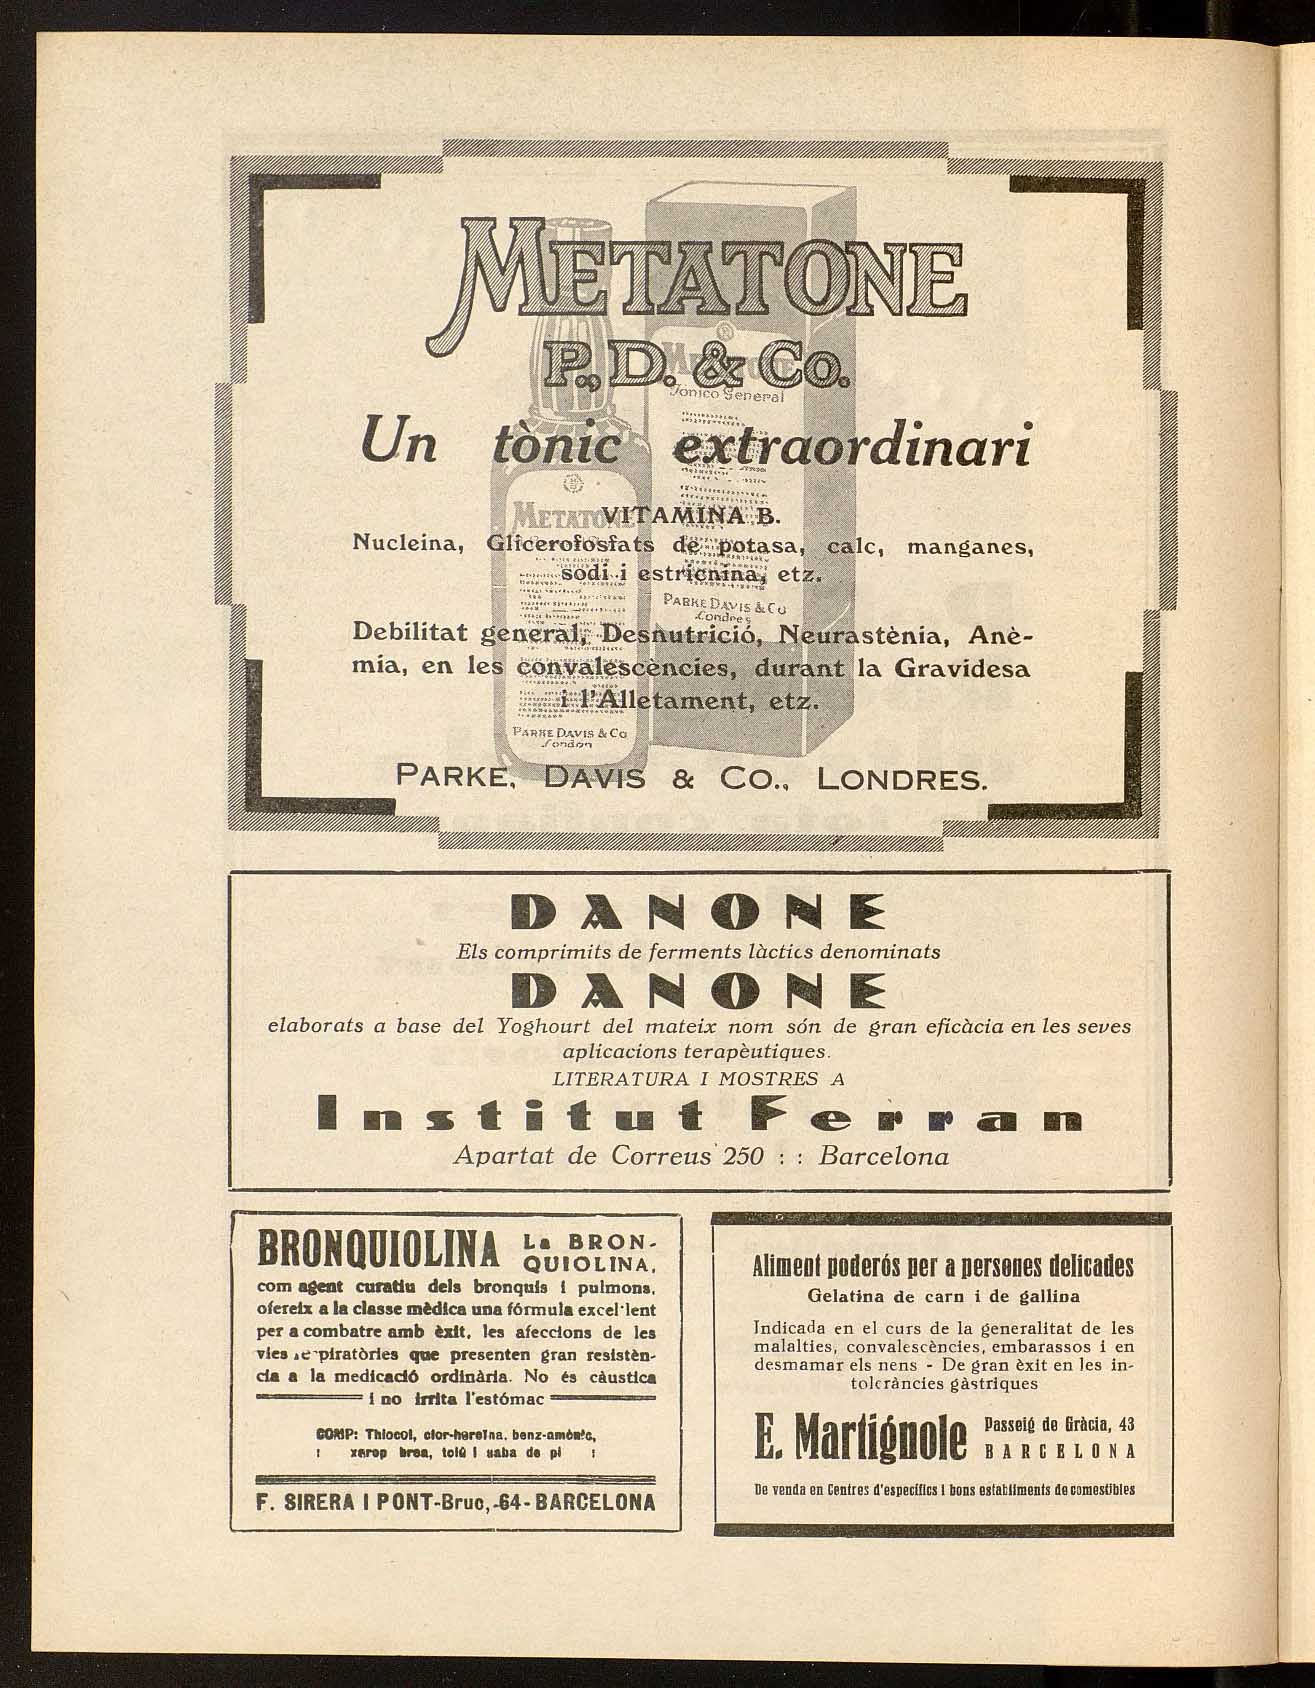 METATONE
P., D. & Co.
Tonico General
Un tònic extraordinari
METATONE
VITAMINA B.
Nucleina, Glicerofosfats de potasa, calc, manganes,
sodi i estricnina, etz.
PARKE DAVIS & Co
Londres
Debilitat general, Desnutrició, Neurastènia, Anè-
mia, en les convalescències, durant la Gravidesa
i l'Alletament, etz.
PARKE DAVIS & Co
London
PARKE, DAVIS & CO., LONDRES.
DANONE
Els comprimits de ferments làctics denominats
DANONE
elaborats a base del Yoghourt del mateix nom són de gran eficàcia en les seves
aplicacions terapèutiques.
LITERATURA I MOSTRES A
Institut Ferran
Apartat de Correus 250 : : Barcelona
BRONQUIOLINA La BRON-
QUIOLINA,
com agent curatiu dels bronquis i pulmons,
ofereix a la classe mèdica una fórmula excel·lent
per a combatre amb èxit, les afeccions de les
vies piratòries que presenten gran resistèn-
cia a la medicació ordinària. No és càustica
i no irrita l'estómac
COMP: Thiocol, clor-heroïna, benz-amònic,
xarop brea, tolú i saba de pi
F. SIRERA I PONT-Bruc,-64-BARCELONA
Aliment poderós per a persones delicades
Gelatina de carn i de gallina
Indicada en el curs de la generalitat de les
malalties, convalescències, embarassos i en
desmamar els nens - De gran èxit en les in-
toleràncies gàstriques
E. Martignole Passeig de Gràcia, 43
BARCELONA
De venda en Centres d'específics i bons establiments de comestibles